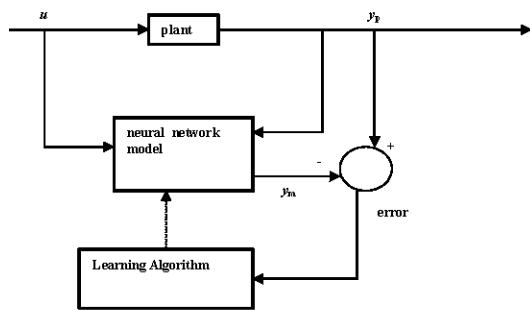 u
plant
yp
neural network
model
+
-
ym
error
Learning Algorithm